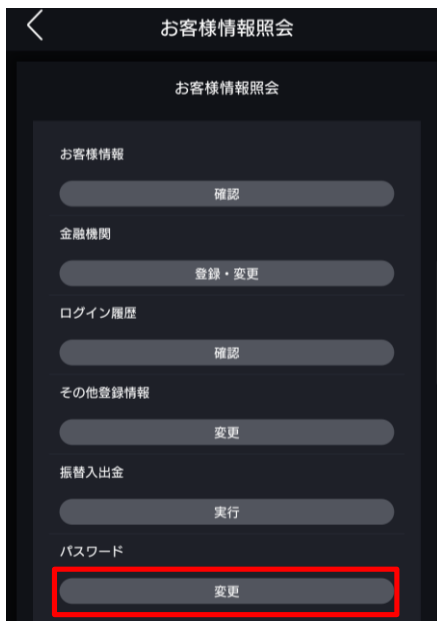 お客様情報照会
お客様情報照会
お客様情報
確認
金融機関
登録・変更
ログイン履歴
確認
その他登録情報
変更
振替入出金
実行
パスワード
変更